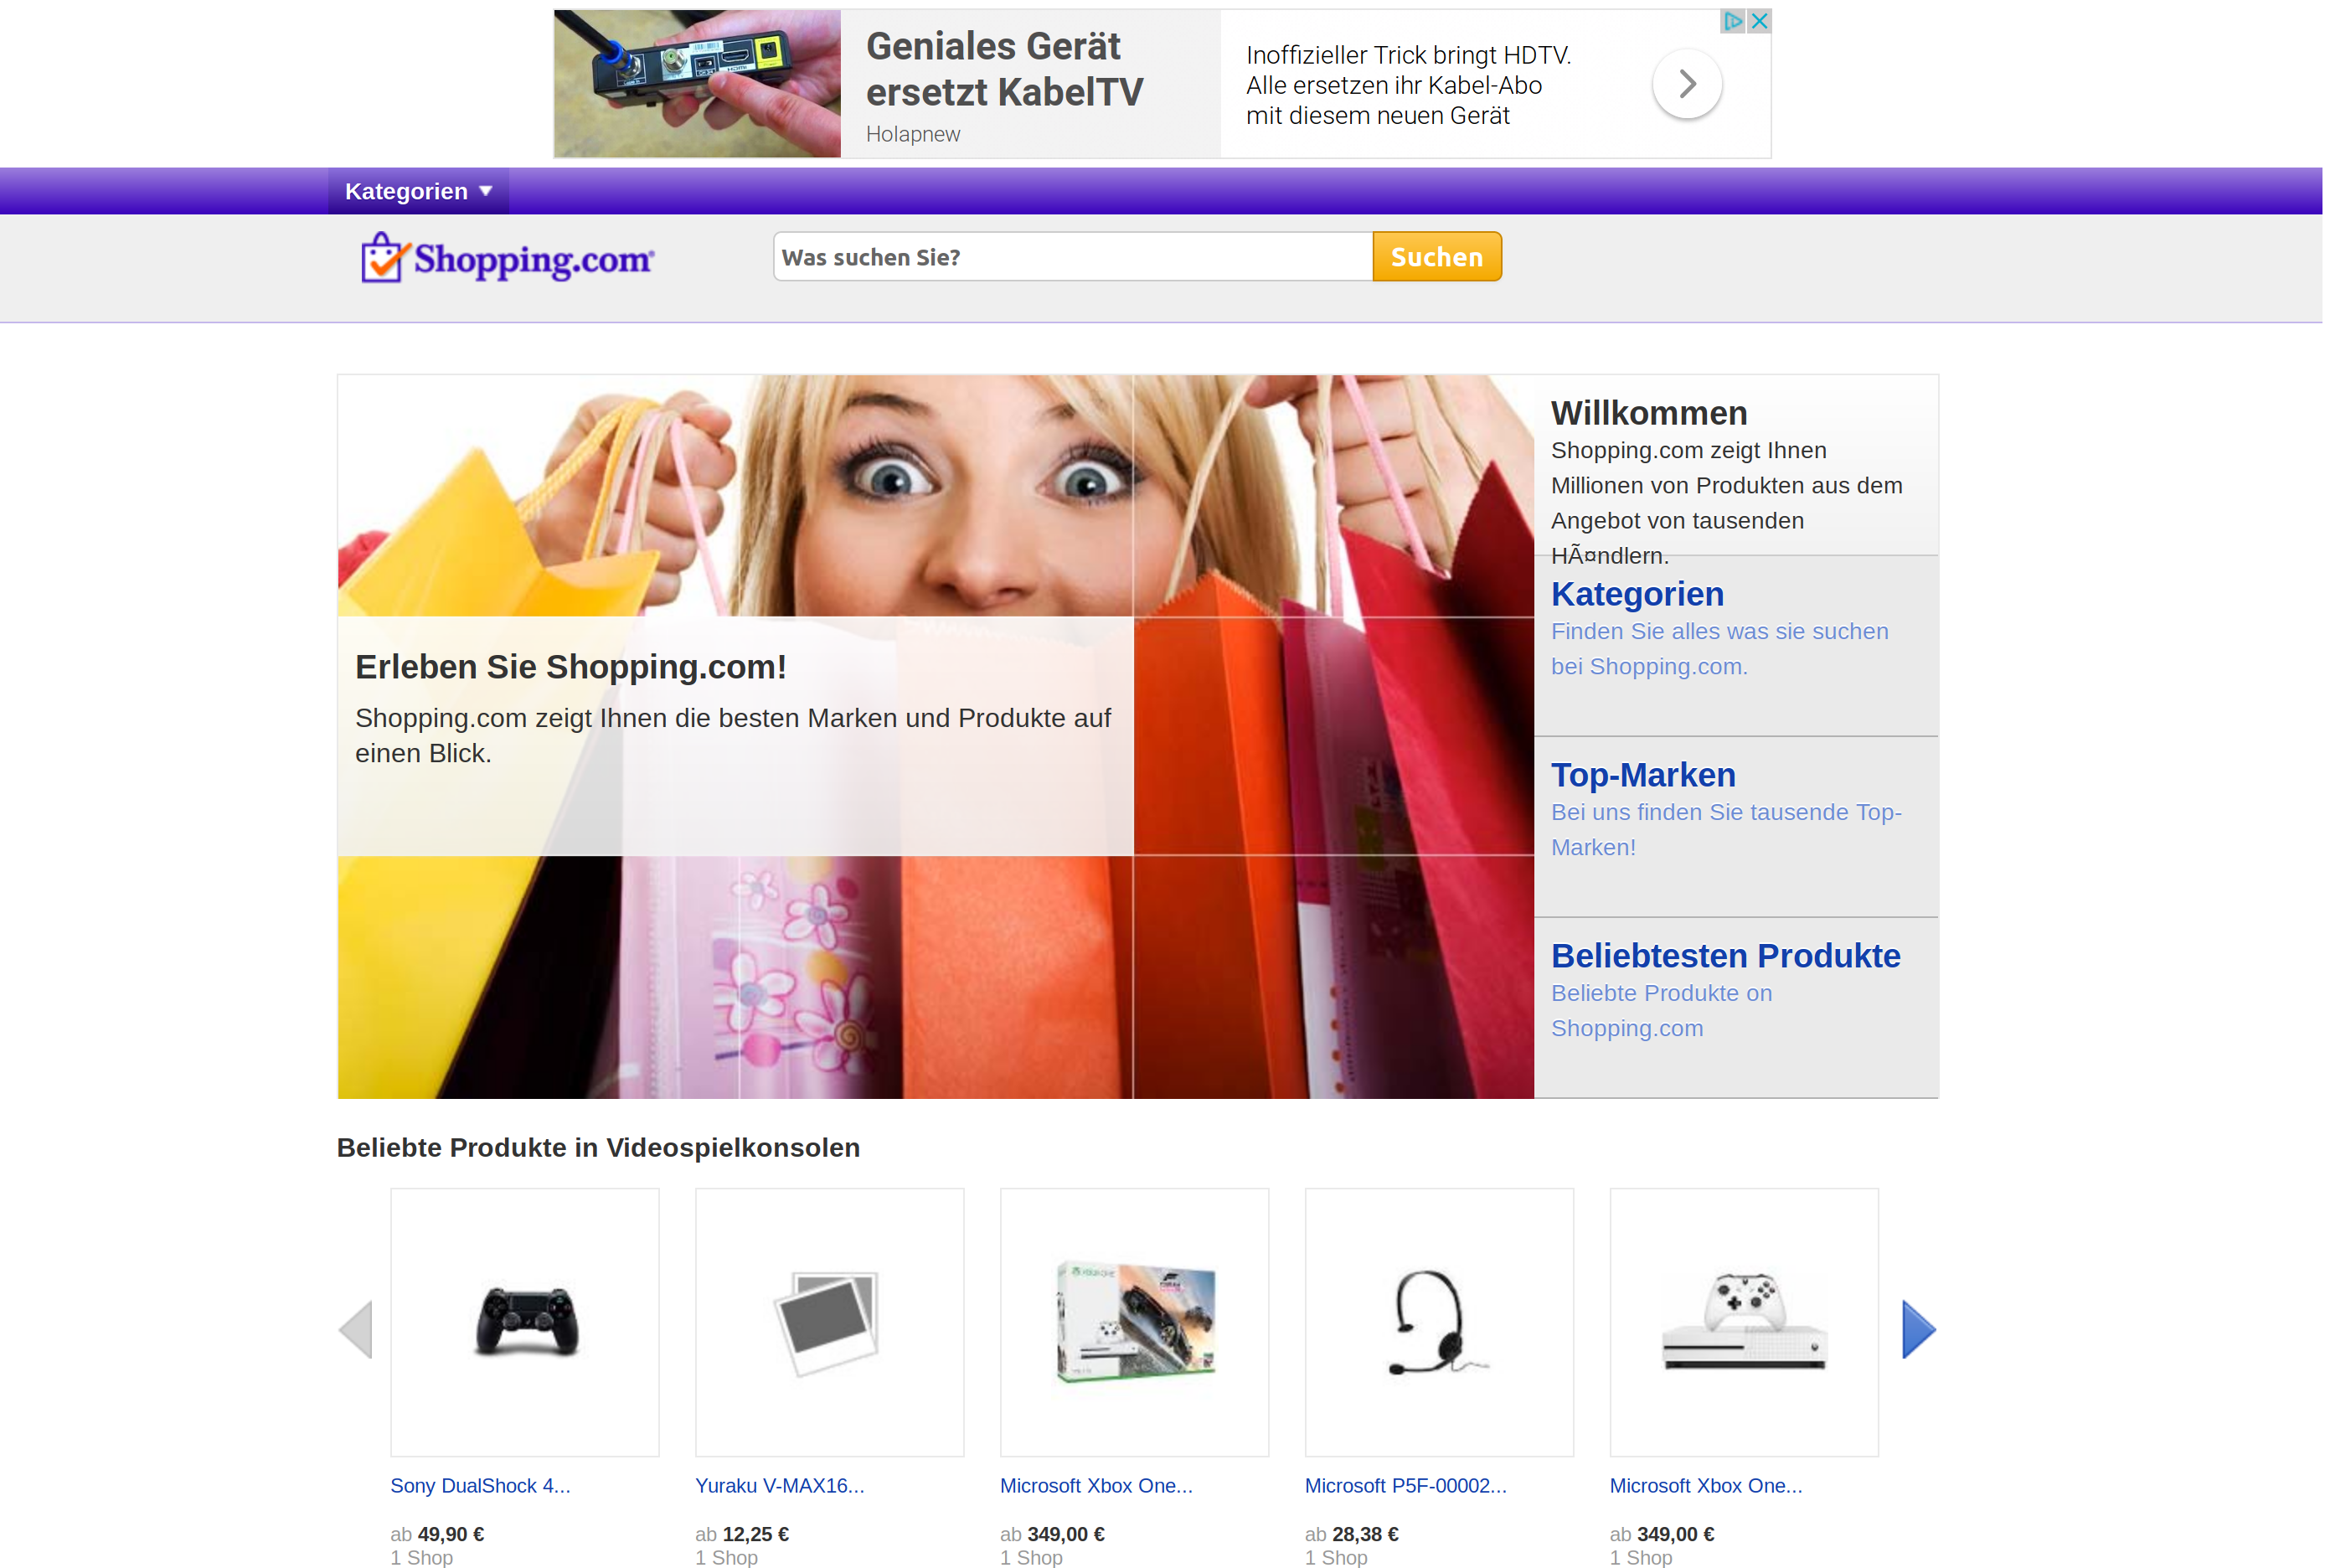 Geniales Gerät
ersetzt KabelTV
Holapnew
Inoffizieller Trick bringt HDTV.
Alle ersetzen ihr Kabel-Abo
mit diesem neuen Gerät
Kategorien
Shopping.com
Was suchen Sie?
Suchen
Willkommen
Shopping.com zeigt Ihnen
Millionen von Produkten aus dem
Angebot von tausenden
HÃ¤ndlern.
Kategorien
Finden Sie alles was sie suchen
bei Shopping.com.
Top-Marken
Bei uns finden Sie tausende Top-
Marken!
Beliebtesten Produkte
Beliebte Produkte on
Shopping.com
Erleben Sie Shopping.com!
Shopping.com zeigt Ihnen die besten Marken und Produkte auf
einen Blick.
Beliebte Produkte in Videospielkonsolen
Sony DualShock 4...
ab 49,90 €
1 Shop
Yuraku V-MAX16...
ab 12,25 €
1 Shop
Microsoft Xbox One...
ab 349,00 €
1 Shop
Microsoft P5F-00002...
ab 28,38 €
1 Shop
Microsoft Xbox One...
ab 349,00 €
1 Shop